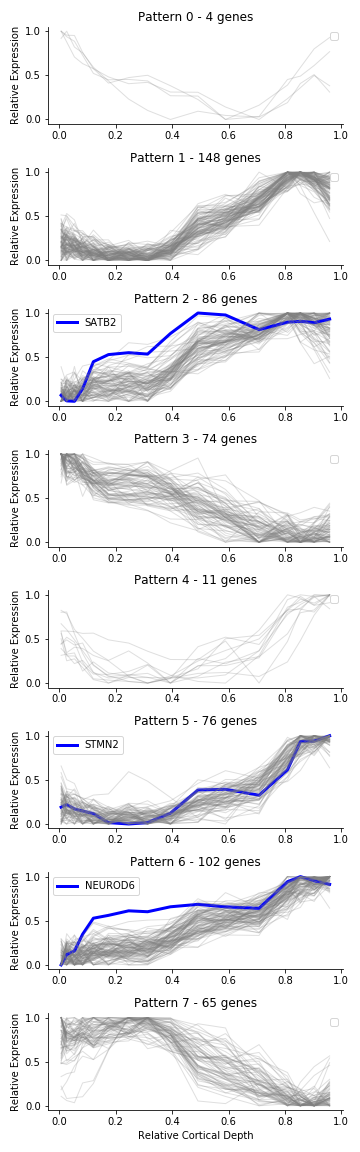 Pattern 0 - 4 genes
Relative Expression
1.0
0.5
0.0
0.0 0.2 0.4 0.6 0.8 1.0
Pattern 1 - 148 genes
Relative Expression
1.0
0.5
0.0
0.0 0.2 0.4 0.6 0.8 1.0
Pattern 2 - 86 genes
Relative Expression
1.0
0.5
0.0
SATB2
0.0 0.2 0.4 0.6 0.8 1.0
Pattern 3 - 74 genes
Relative Expression
1.0
0.5
0.0
0.0 0.2 0.4 0.6 0.8 1.0
Pattern 4 - 11 genes
Relative Expression
1.0
0.5
0.0
0.0 0.2 0.4 0.6 0.8 1.0
Pattern 5 - 76 genes
Relative Expression
1.0
0.5
0.0
STMN2
0.0 0.2 0.4 0.6 0.8 1.0
Pattern 6 - 102 genes
Relative Expression
1.0
0.5
0.0
NEUROD6
0.0 0.2 0.4 0.6 0.8 1.0
Pattern 7 - 65 genes
Relative Expression
1.0
0.5
0.0
0.0 0.2 0.4 0.6 0.8 1.0
Relative Cortical Depth